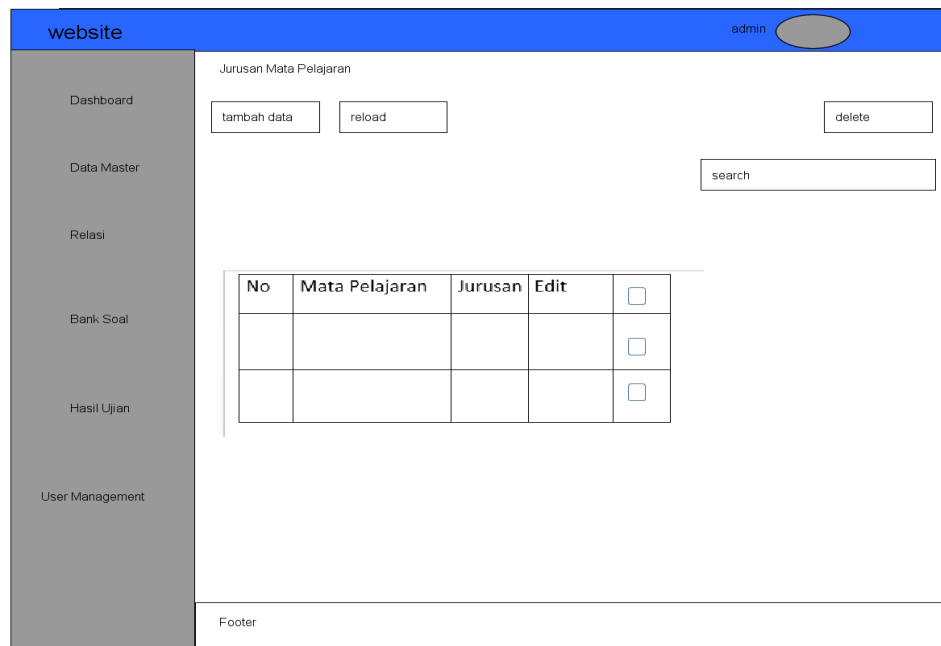 website
admin
Dashboard
Data Master
Relasi
Bank Soal
Hasil Ujian
User Management
Jurusan Mata Pelajaran
tambah data
reload
delete
search
No Mata Pelajaran Jurusan Edit
Footer